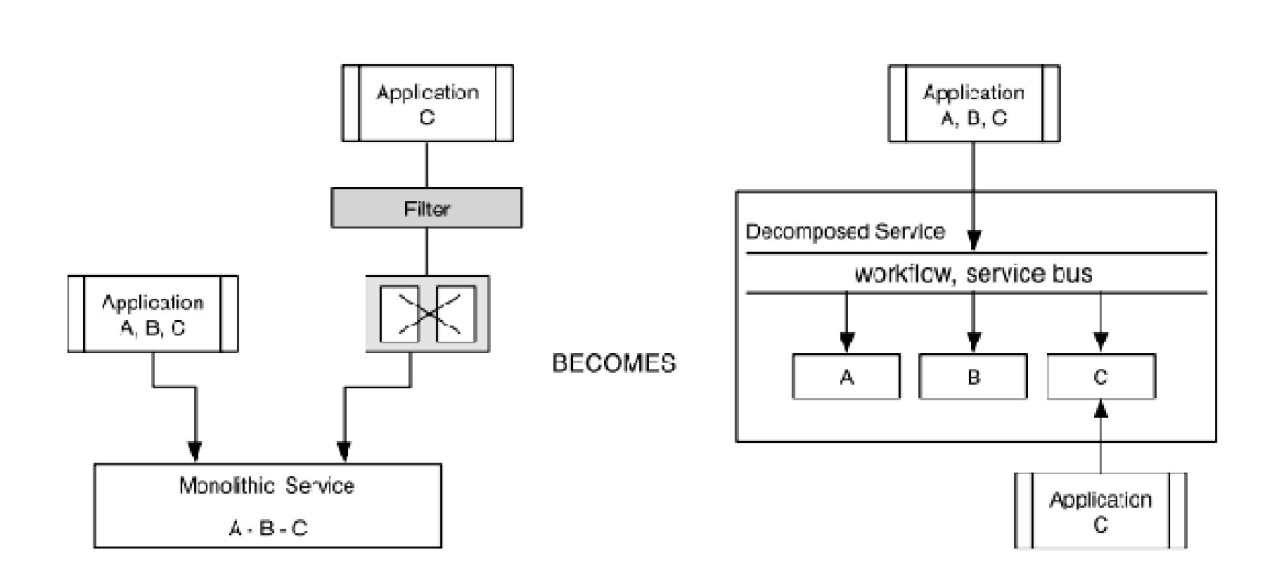 Application
C
Filter
Application
A, B, C
Monolithic Service
A - B - C
BECOMES
Application
A, B, C
Decomposed Service
workflow, service bus
A
B
C
Application
C